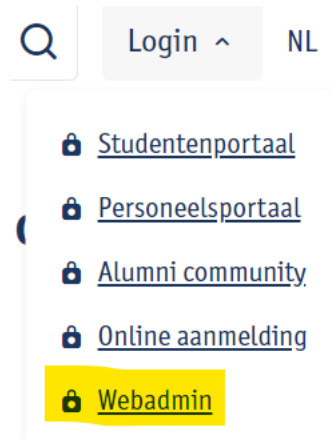 Login NL
Studentenportaal
Personeelsportaal
Alumni community
Online aanmelding
Webadmin